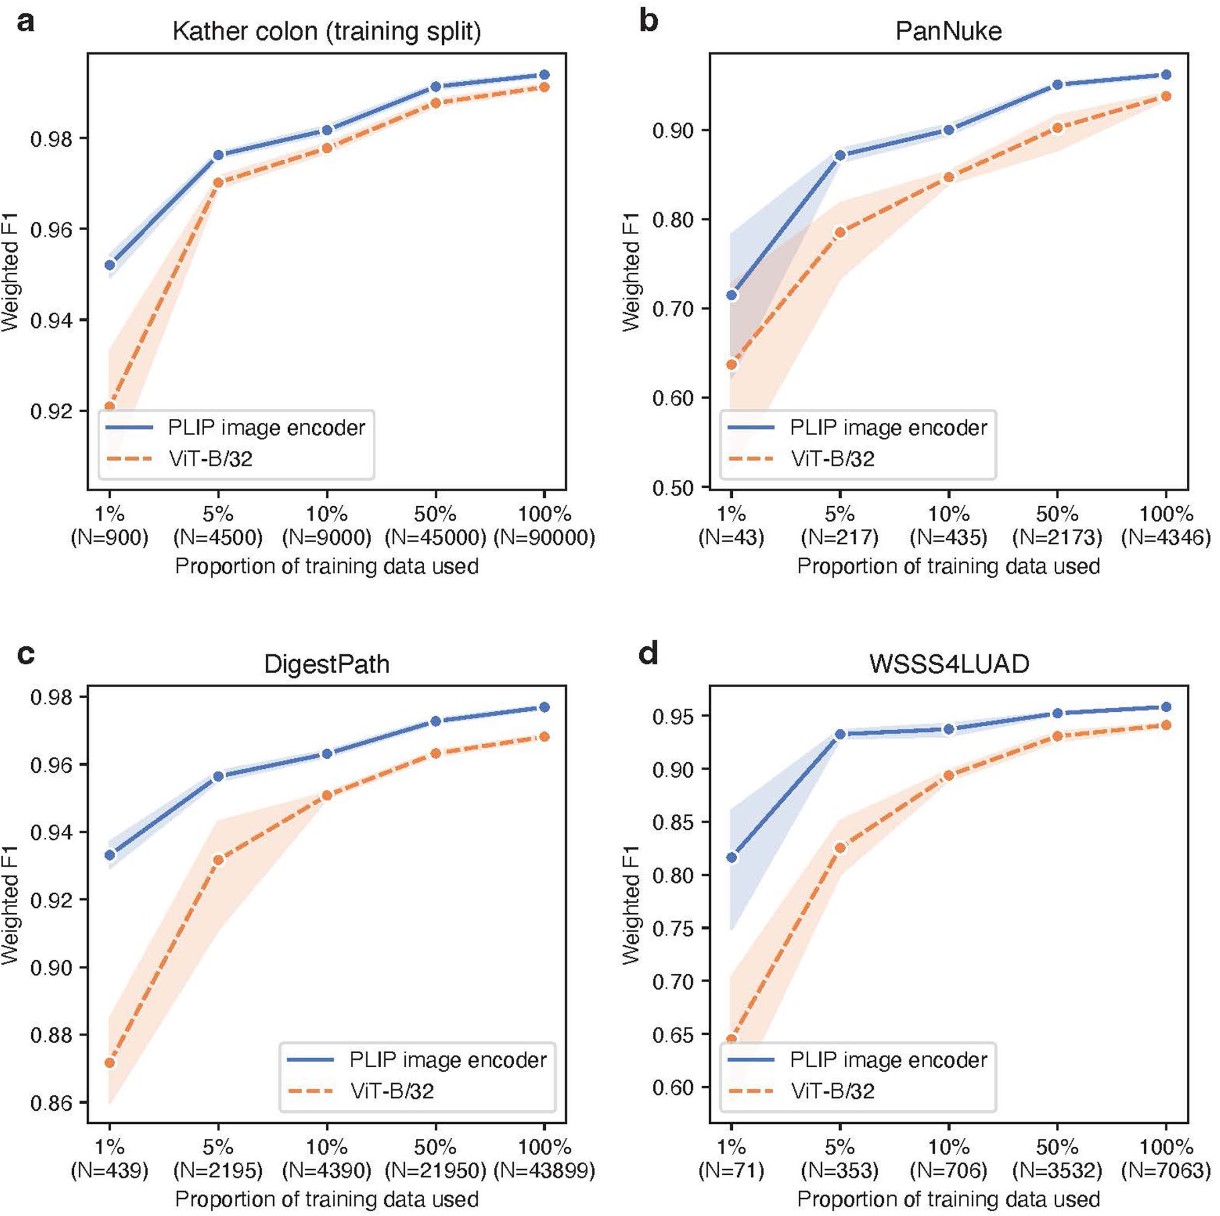 a
Kather colon (training split)
Weighted F1
0.98
0.96
0.94
0.92
PLIP image encoder
ViT-B/32
1% 5% 10% 50% 100%
(N=900) (N=4500) (N=9000) (N=45000) (N=90000)
Proportion of training data used
b
PanNuke
Weighted F1
0.90
0.80
0.70
0.60
0.50
PLIP image encoder
ViT-B/32
1% 5% 10% 50% 100%
(N=43) (N=217) (N=435) (N=2173) (N=4346)
Proportion of training data used
c
DigestPath
Weighted F1
0.98
0.96
0.94
0.92
0.90
0.88
0.86
PLIP image encoder
ViT-B/32
1% 5% 10% 50% 100%
(N=439) (N=2195) (N=4390) (N=21950) (N=43899)
Proportion of training data used
d
WSSS4LUAD
Weighted F1
0.95
0.90
0.85
0.80
0.75
0.70
0.65
0.60
PLIP image encoder
ViT-B/32
1% 5% 10% 50% 100%
(N=71) (N=353) (N=706) (N=3532) (N=7063)
Proportion of training data used